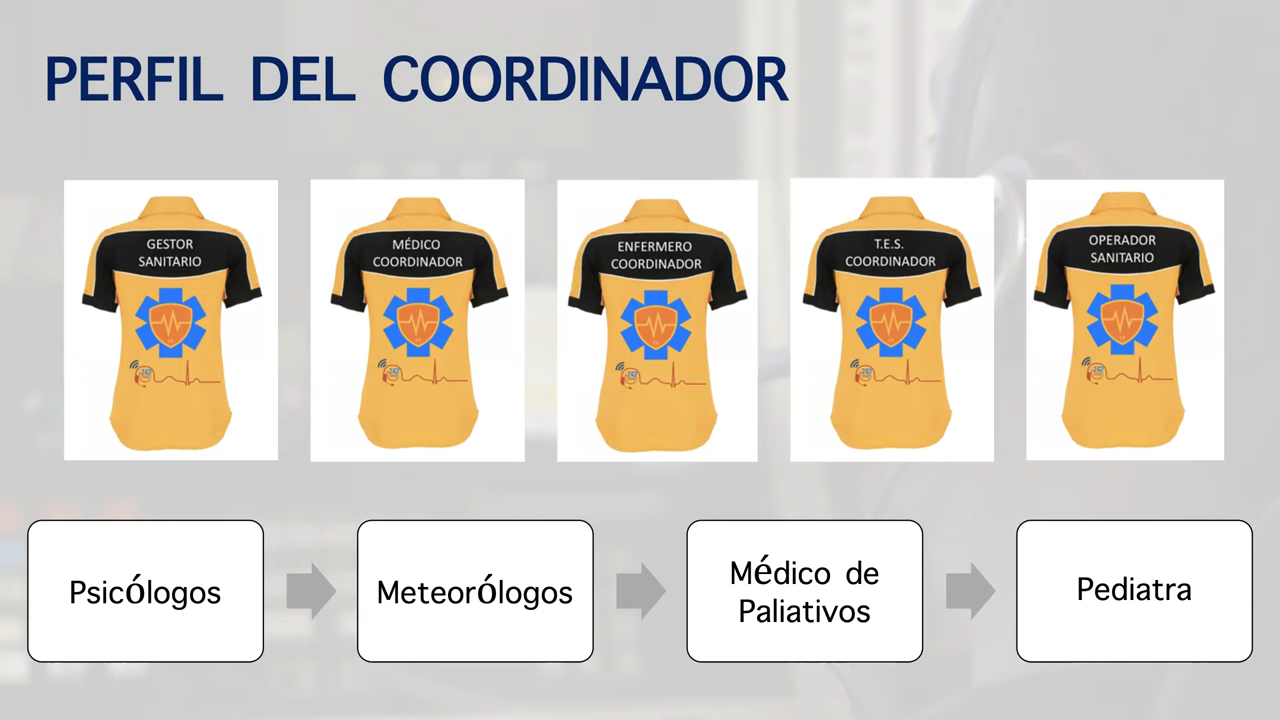 PERFIL DEL COORDINADOR
GESTOR
SANITARIO
MÉDICO
COORDINADOR
ENFERMERO
COORDINADOR
T.E.S.
COORDINADOR
OPERADOR
SANITARIO
Psicólogos
Meteorólogos
Médico de
Paliativos
Pediatra